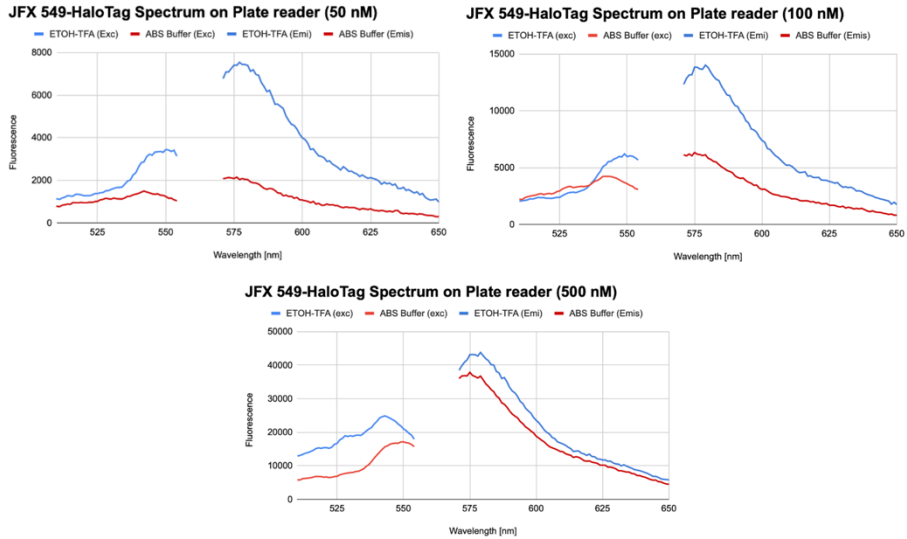 JFX 549-HaloTag Spectrum on Plate reader (50 nM)
ETOH-TFA (Exc) ABS Buffer (Exc) ETOH-TFA (Emi) ABS Buffer (Emis)
8000
6000
4000
2000
0
Fluorescence
525 550 575 600 625 650
Wavelength [nm]
JFX 549-HaloTag Spectrum on Plate reader (100 nM)
ETOH-TFA (exc) ABS Buffer (exc) ETOH-TFA (Emi) ABS Buffer (Emis)
15000
10000
5000
0
Fluorescence
525 550 575 600 625 650
Wavelength [nm]
JFX 549-HaloTag Spectrum on Plate reader (500 nM)
ETOH-TFA (exc) ABS Buffer (exc) ETOH-TFA (Emi) ABS Buffer (Emis)
50000
40000
30000
20000
10000
0
Fluorescence
525 550 575 600 625 650
Wavelength [nm]